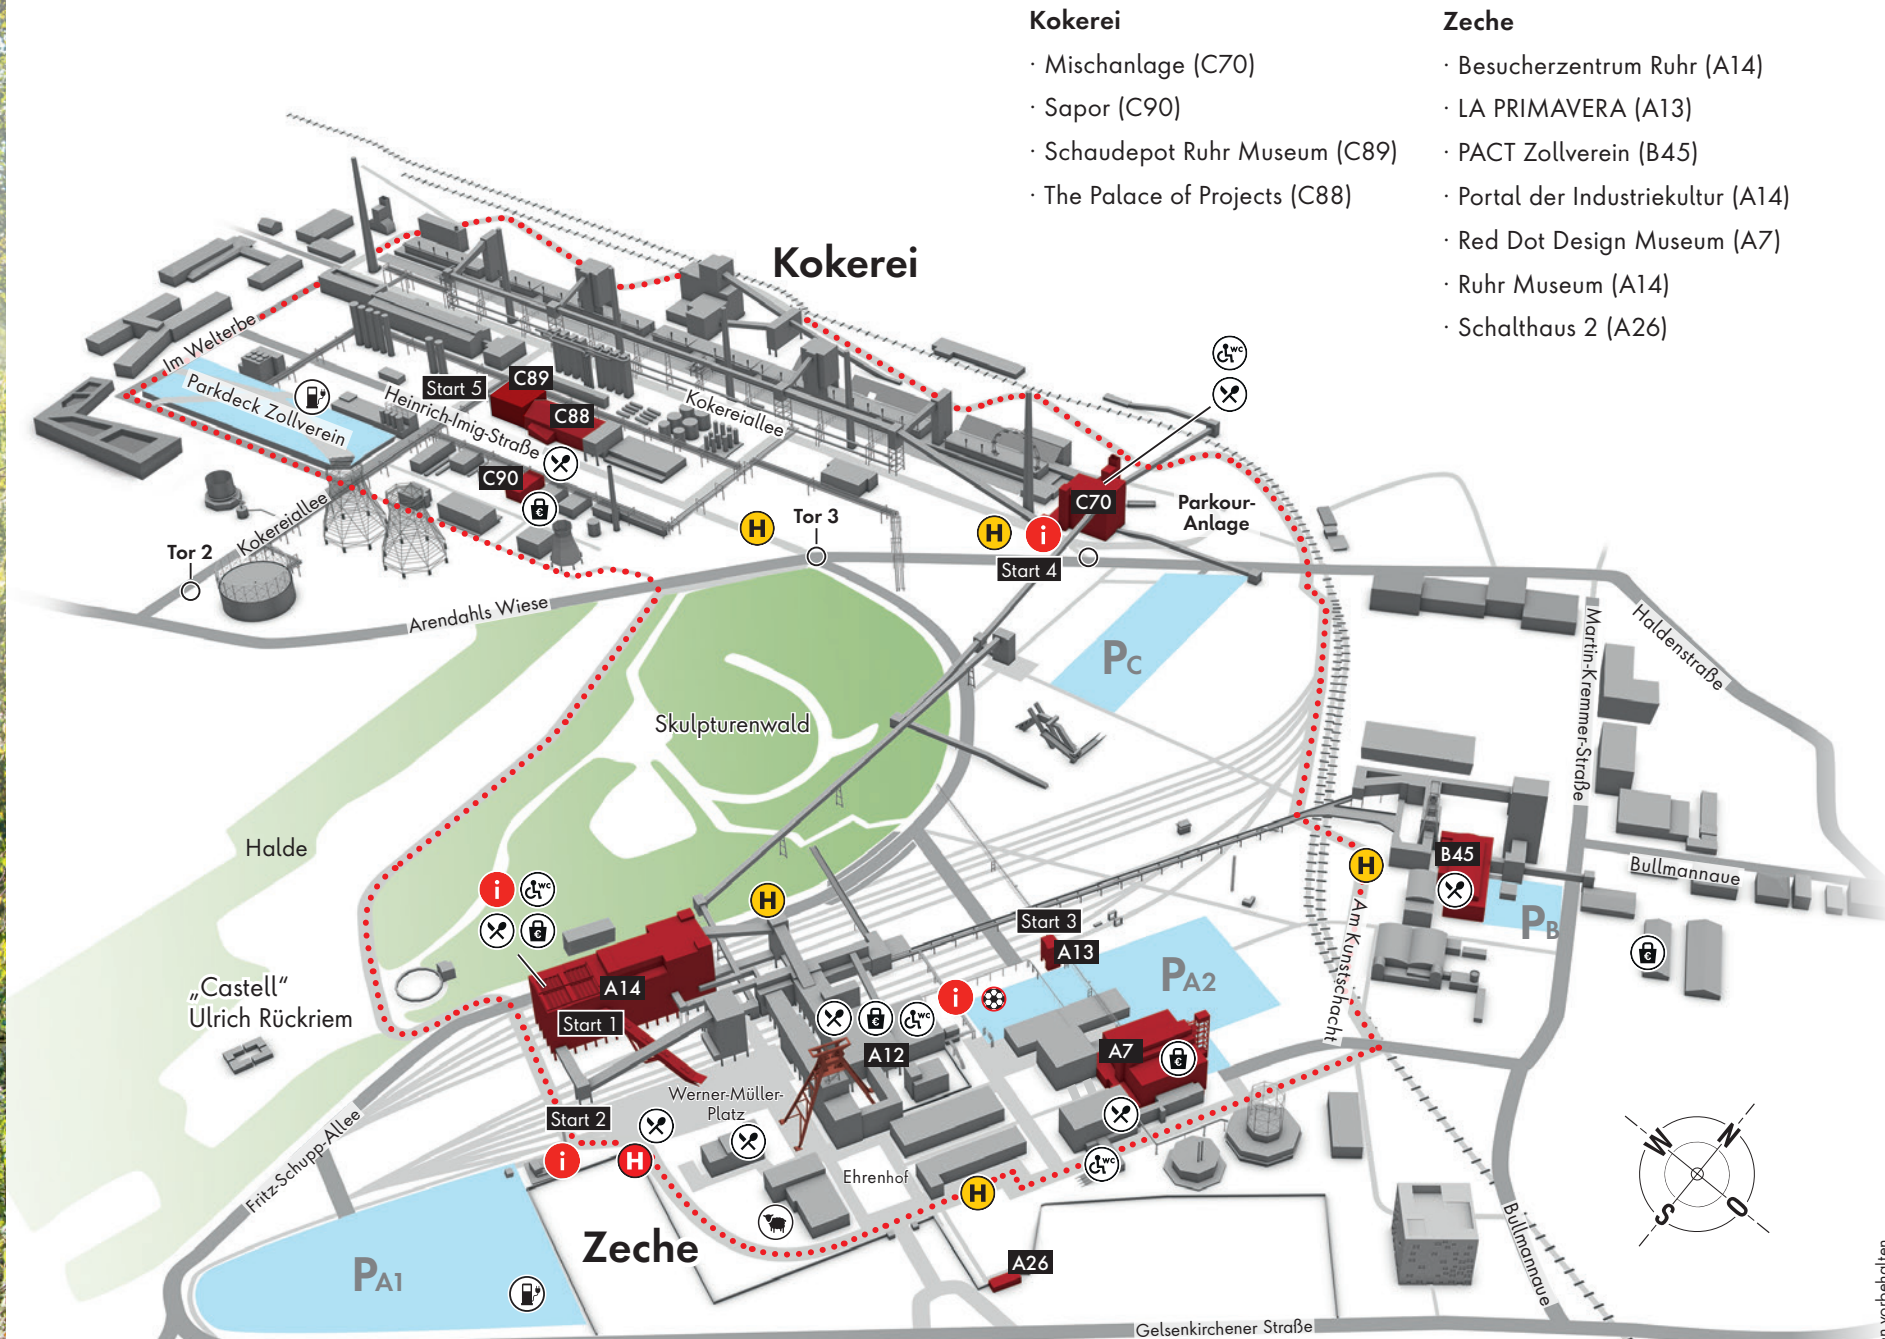 Kokerei
· Mischanlage (C70)
· Sapor (C90)
· Schaudepot Ruhr Museum (C89)
· The Palace of Projects (C88)
Zeche
· Besucherzentrum Ruhr (A14)
· LA PRIMAVERA (A13)
· PACT Zollverein (B45)
· Portal der Industriekultur (A14)
· Red Dot Design Museum (A7)
· Ruhr Museum (A14)
· Schalthaus 2 (A26)
Kokerei
Im Welterbe
Parkdeck Zollverein
Start 5
C89
C88
Heinrich-Imig-Straße
Kokereiallee
WC
C90
C70
Parkour-
Anlage
H
Tor 3
H
i
Start 4
Tor 2
Kokereiallee
Arendahls Wiese
PC
Martin-Kremmer-Straße
Haldenstraße
Skulpturenwald
Halde
H
B45
Bullmannaue
i
WC
€
H
Start 3
A13
PB
Am Kunstschacht
€
„Castell“
Ulrich Rückriem
A14
Start 1
PA2
€
WC
i
A12
A7
€
Werner-Müller-
Platz
Start 2
i
H
Fritz-Schupp-Allee
Ehrenhof
H
WC
N
W
S
O
Zeche
PA1
A26
Bullmannaue
Gelsenkirchener Straße
n vorbehalten
€